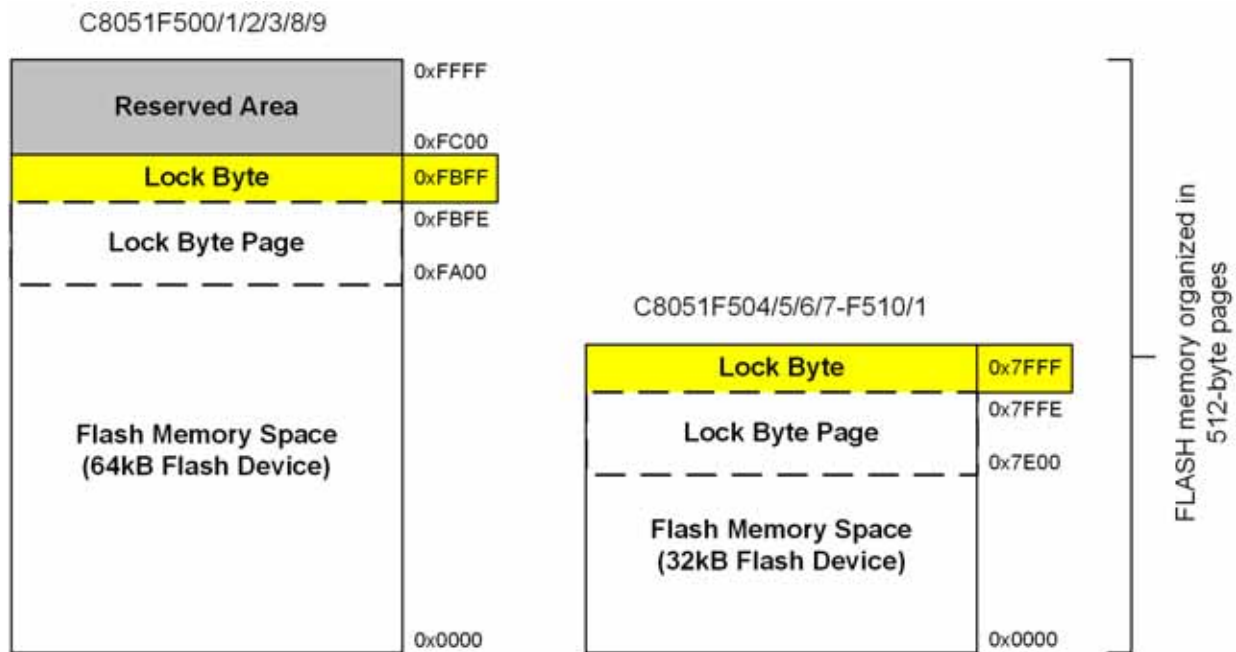 C8051F500/1/2/3/8/9
0xFFFF
Reserved Area
0xFC00
Lock Byte
0xFBFF
0xFBFE
Lock Byte Page
0xFA00
Flash Memory Space
(64kB Flash Device)
0x0000
C8051F504/5/6/7-F510/1
Lock Byte
0x7FFF
0x7FFE
Lock Byte Page
0x7E00
Flash Memory Space
(32kB Flash Device)
0x0000
FLASH memory organized in
512-byte pages